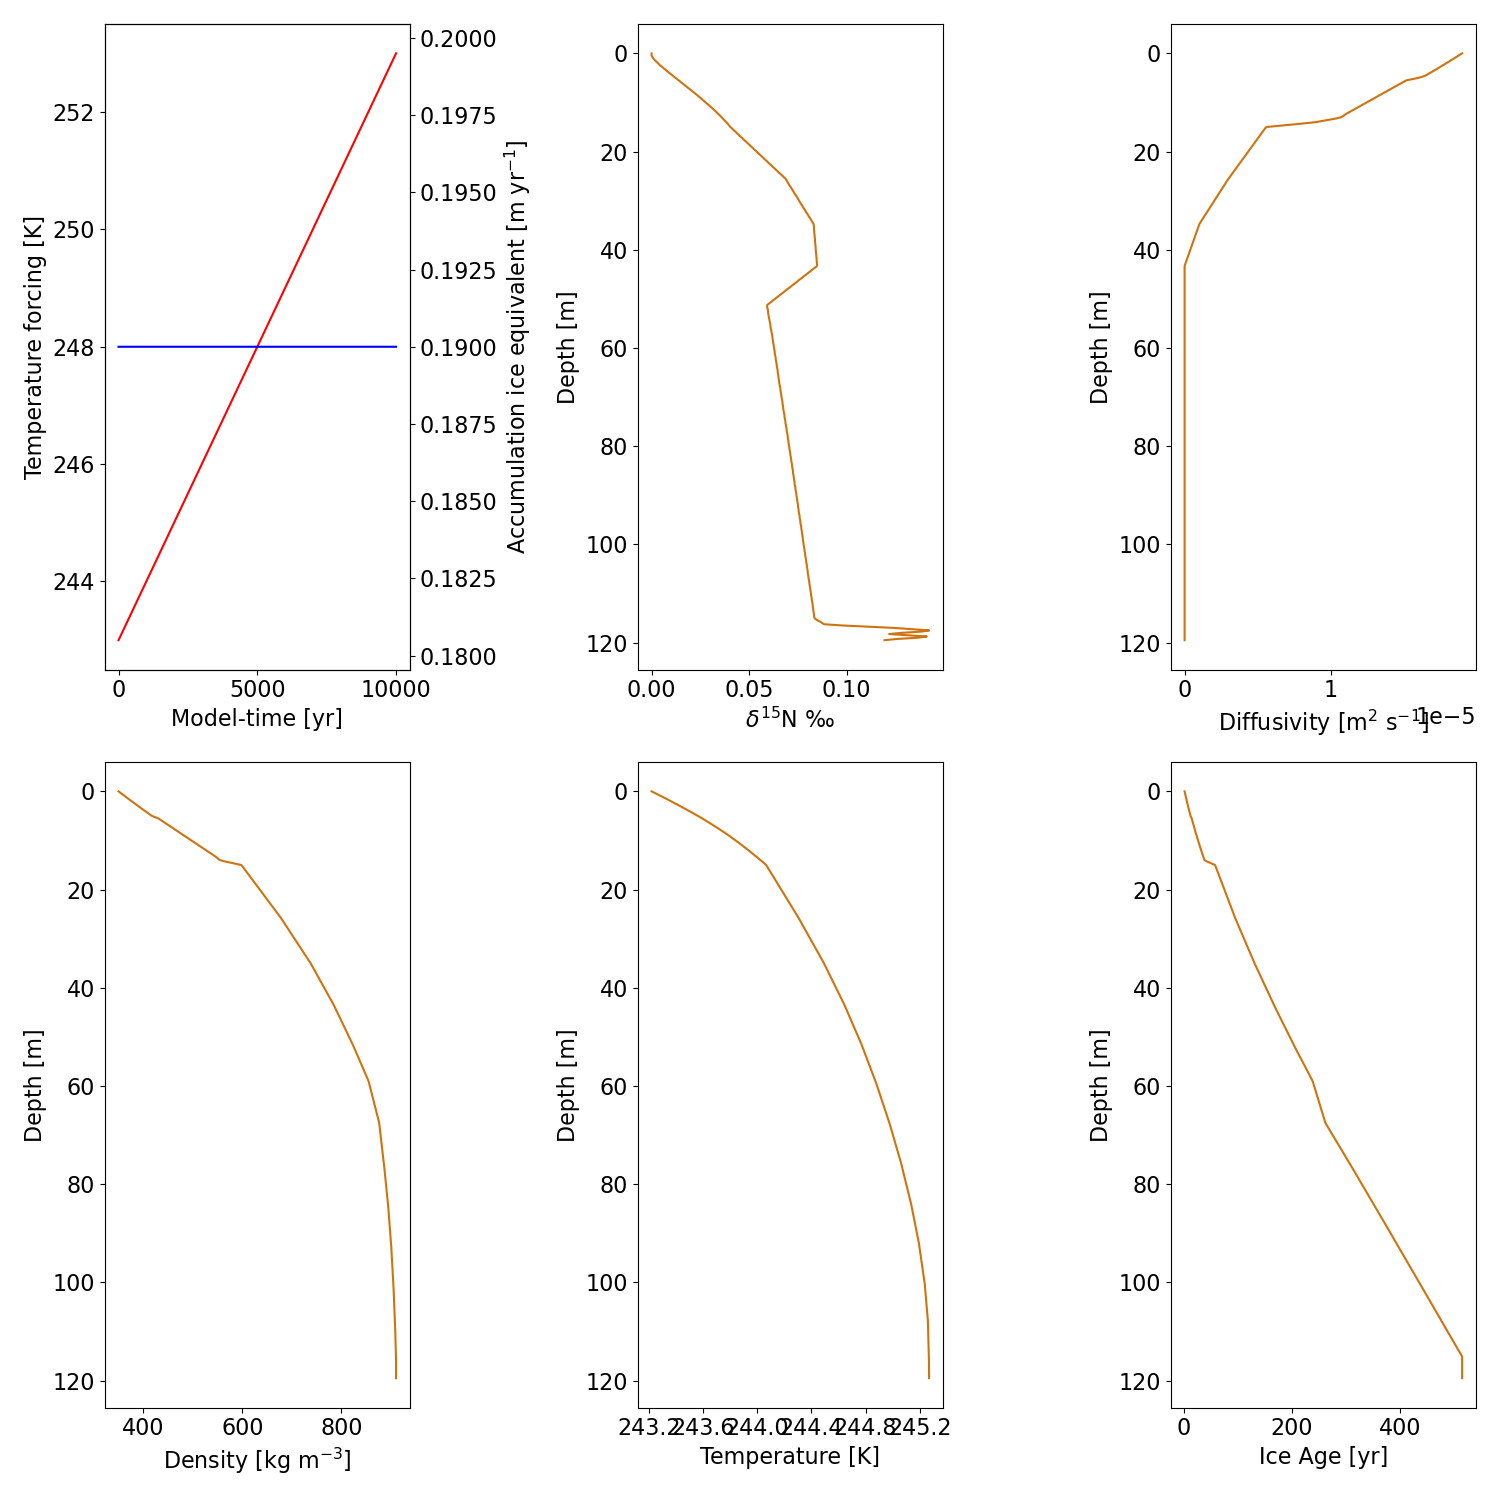 252
250
248
246
244
Temperature forcing [K]
0 5000 10000
Model-time [yr]
0.2000
0.1975
0.1950
0.1925
0.1900
0.1875
0.1850
0.1825
0.1800
Accumulation ice equivalent [m yr⁻¹]
0
20
40
60
80
100
120
Depth [m]
0.00 0.05 0.10
δ¹⁵N ‰
0
20
40
60
80
100
120
Depth [m]
0 1
1e−5
Diffusivity [m² s⁻¹]
0
20
40
60
80
100
120
Depth [m]
400 600 800
Density [kg m⁻³]
0
20
40
60
80
100
120
Depth [m]
243.2 243.6 244.0 244.4 244.8 245.2
Temperature [K]
0
20
40
60
80
100
120
Depth [m]
0 200 400
Ice Age [yr]